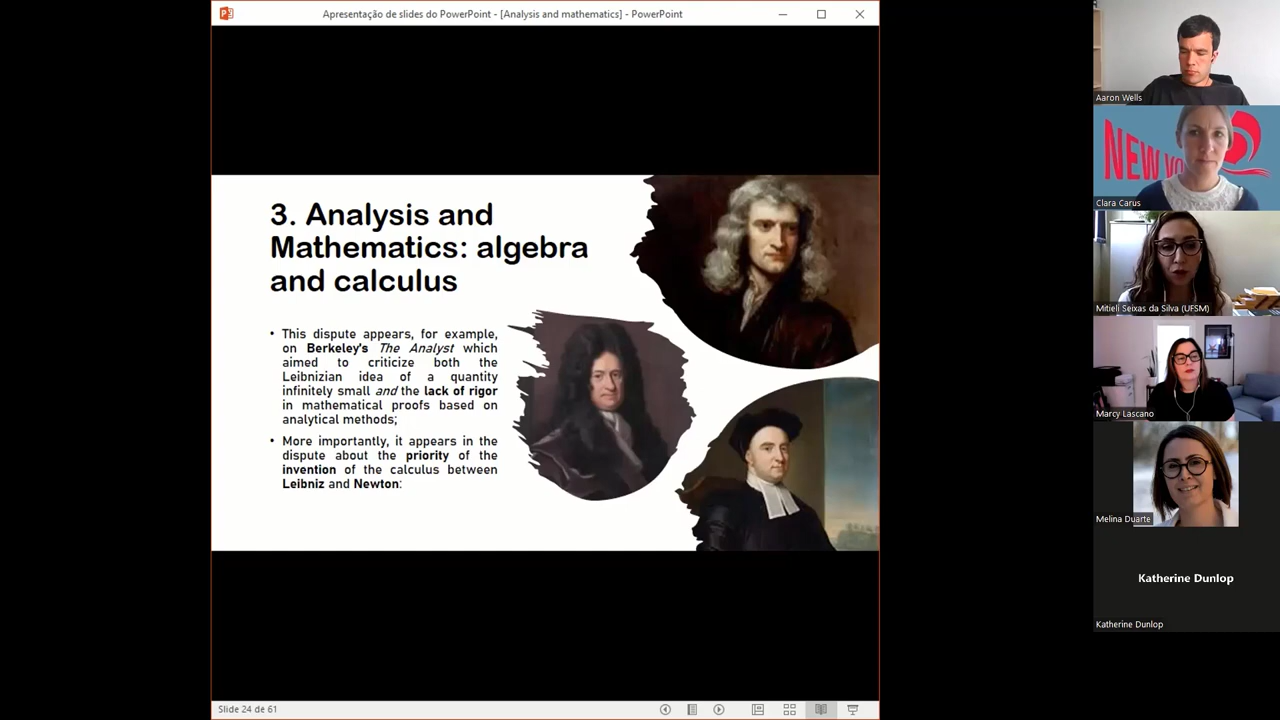 Apresentação de slides do PowerPoint - [Analysis and mathematics] - PowerPoint
3. Analysis and
Mathematics: algebra
and calculus
• This dispute appears, for example,
on Berkeley's The Analyst which
aimed to criticize both the
Leibnizian idea of a quantity
infinitely small and the lack of rigor
in mathematical proofs based on
analytical methods;
• More importantly, it appears in the
dispute about the priority of the
invention of the calculus between
Leibniz and Newton:
Slide 24 de 61
Aaron Wells
NEW YO
Clara Carus
Mitieli Seixas da Silva (UFSM)
Marcy Lascano
Melina Duarte
Katherine Dunlop
Katherine Dunlop